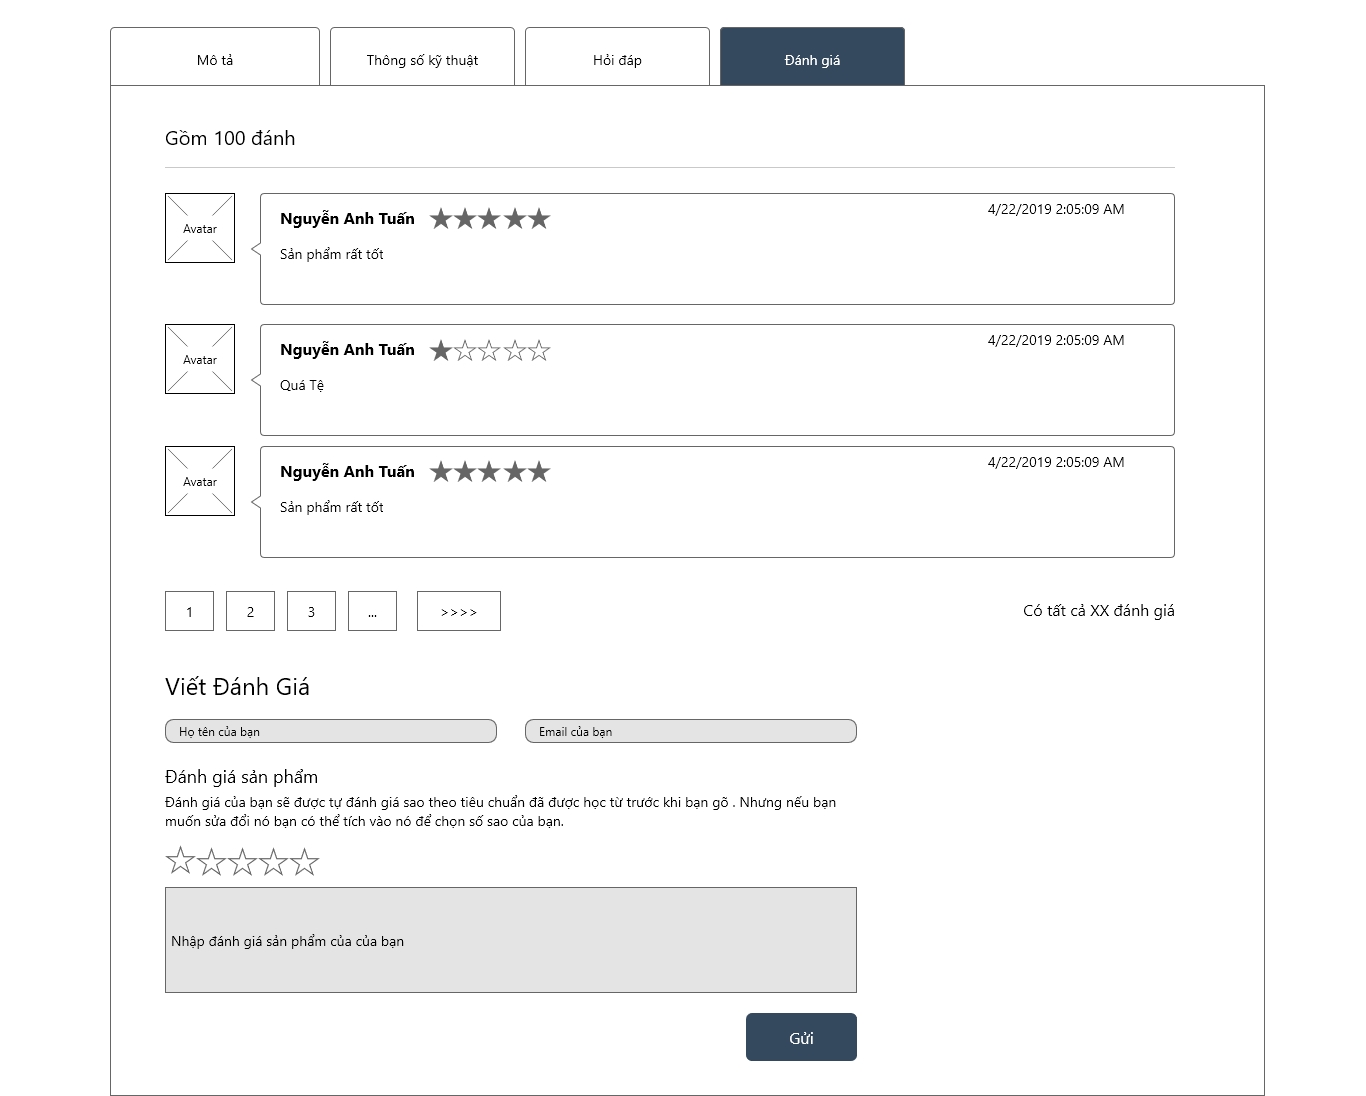 Mô tả
Thông số kỹ thuật
Hỏi đáp
Đánh giá
Gồm 100 đánh
Avatar
Nguyễn Anh Tuấn
4/22/2019 2:05:09 AM
Sản phẩm rất tốt
Avatar
Nguyễn Anh Tuấn
4/22/2019 2:05:09 AM
Quá Tệ
Avatar
Nguyễn Anh Tuấn
4/22/2019 2:05:09 AM
Sản phẩm rất tốt
1
2
3
...
>>>>
Có tất cả XX đánh giá
Viết Đánh Giá
Họ tên của bạn
Email của bạn
Đánh giá sản phẩm
Đánh giá của bạn sẽ được tự đánh giá sao theo tiêu chuẩn đã được học từ trước khi bạn gõ . Nhưng nếu bạn
muốn sửa đổi nó bạn có thể tích vào nó để chọn số sao của bạn.
Nhập đánh giá sản phẩm của của bạn
Gửi